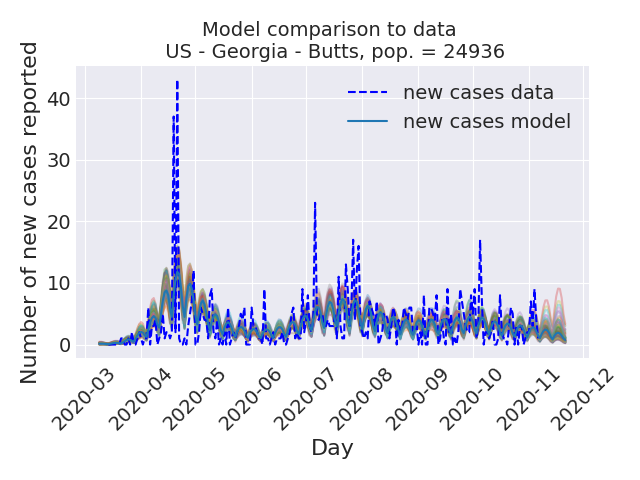 Model comparison to data
US - Georgia - Butts, pop. = 24936
Number of new cases reported
40
30
20
10
0
new cases data
new cases model
2020-03
2020-04
2020-05
2020-06
2020-07
2020-08
2020-09
2020-10
2020-11
2020-12
Day